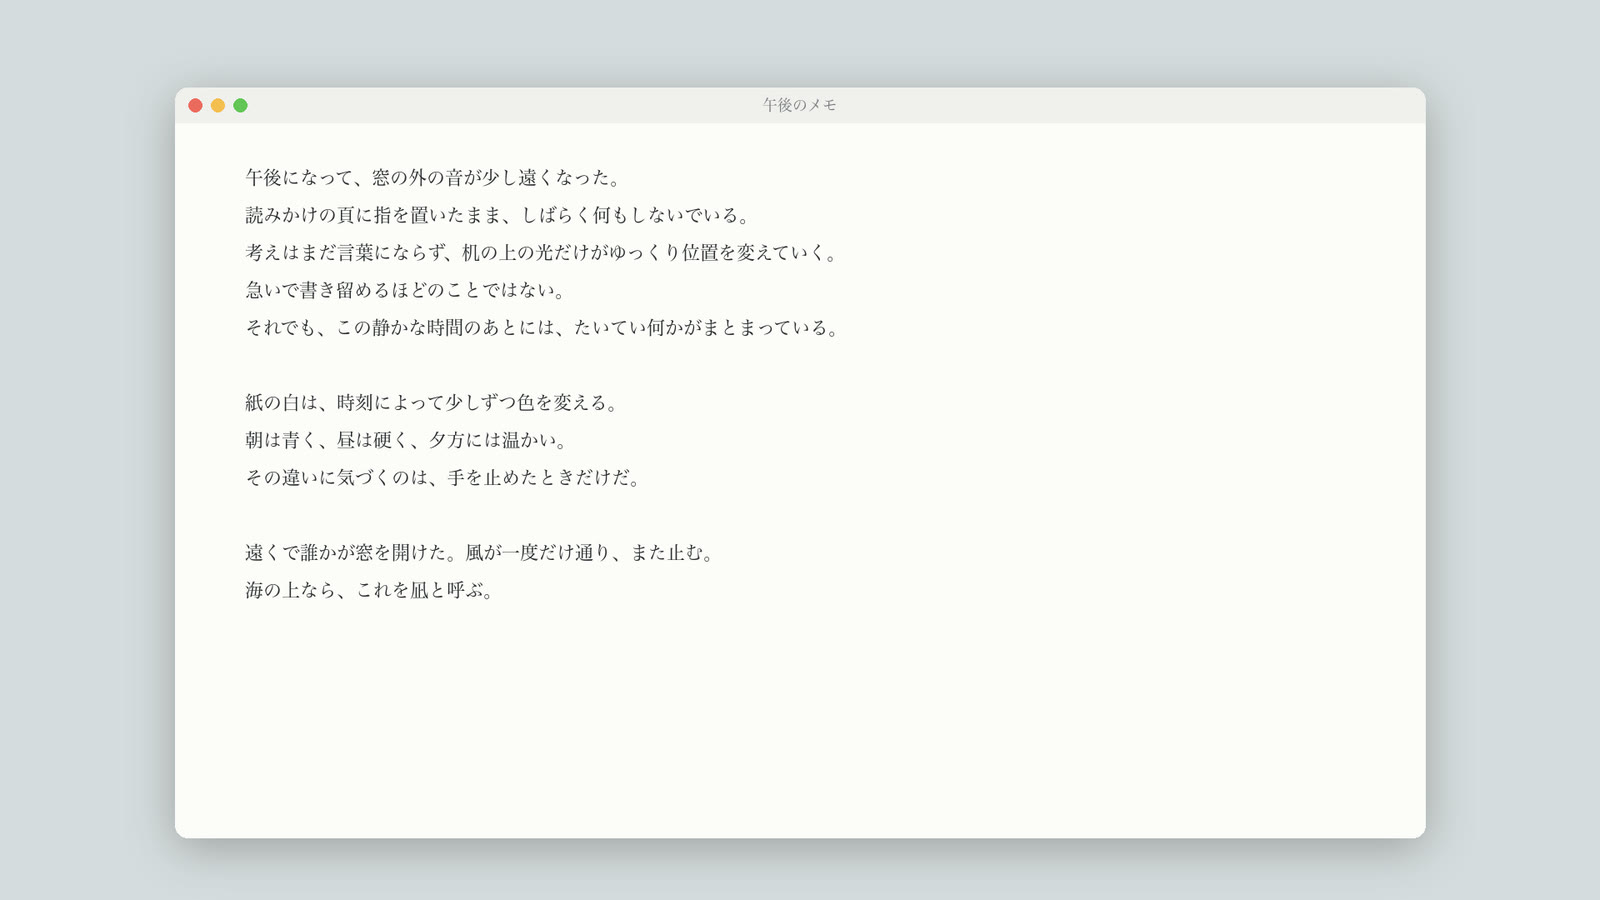 午後のメモ
午後になって、窓の外の音が少し遠くなった。
読みかけの頁に指を置いたまま、しばらく何もしないでいる。
考えはまだ言葉にならず、机の上の光だけがゆっくり位置を変えていく。
急いで書き留めるほどのことではない。
それでも、この静かな時間のあとには、たいてい何かがまとまっている。
紙の白は、時刻によって少しずつ色を変える。
朝は青く、昼は硬く、夕方には温かい。
その違いに気づくのは、手を止めたときだけだ。
遠くで誰かが窓を開けた。風が一度だけ通り、また止む。
海の上なら、これを凪と呼ぶ。